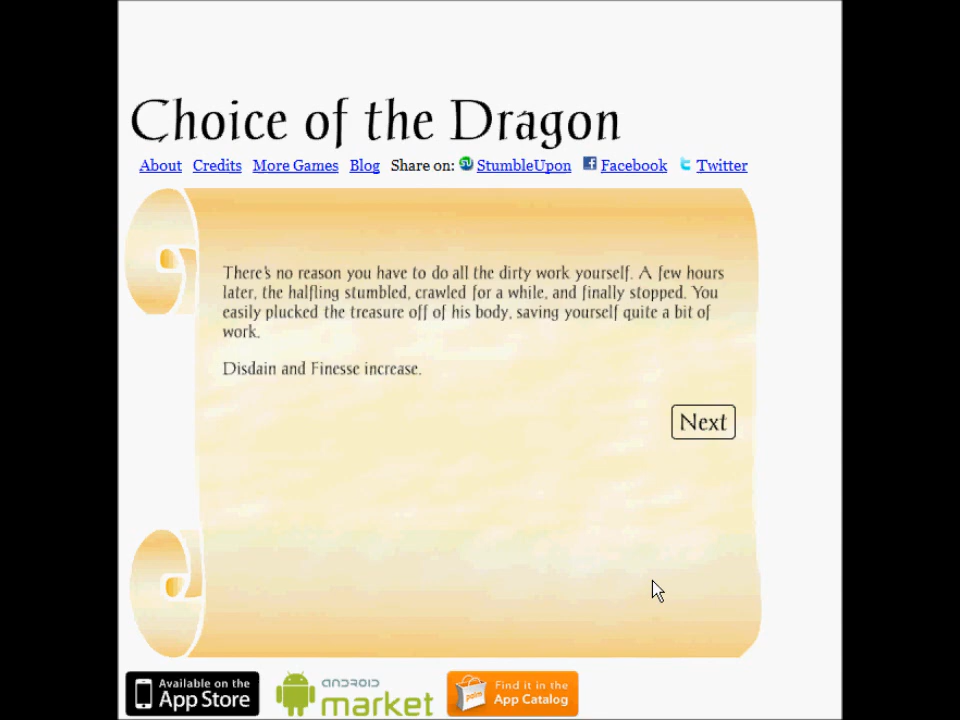 Choice of the Dragon
About Credits More Games Blog Share on: StumbleUpon Facebook Twitter
There's no reason you have to do all the dirty work yourself. A few hours
later, the halfling stumbled, crawled for a while, and finally stopped. You
easily plucked the treasure off of his body, saving yourself quite a bit of
work.
Disdain and Finesse increase.
Next
Available on the
App Store
ANDROID
market
palm
Find it in the
App Catalog